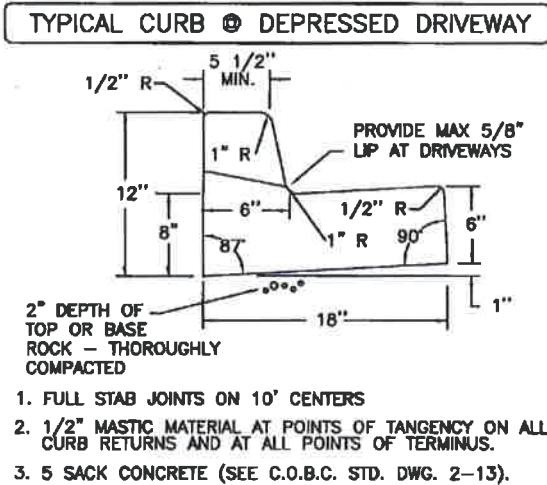 TYPICAL CURB @ DEPRESSED DRIVEWAY
5 1/2"
MIN.
1/2" R
PROVIDE MAX 5/8"
LIP AT DRIVEWAYS
1" R
12"
6"
1/2" R
6"
8"
1" R
87°
90°
1"
2" DEPTH OF
TOP OR BASE
ROCK – THOROUGHLY
COMPACTED
18"
1. FULL STAB JOINTS ON 10' CENTERS
2. 1/2" MASTIC MATERIAL AT POINTS OF TANGENCY ON ALL
CURB RETURNS AND AT ALL POINTS OF TERMINUS.
3. 5 SACK CONCRETE (SEE C.O.B.C. STD. DWG. 2-13).